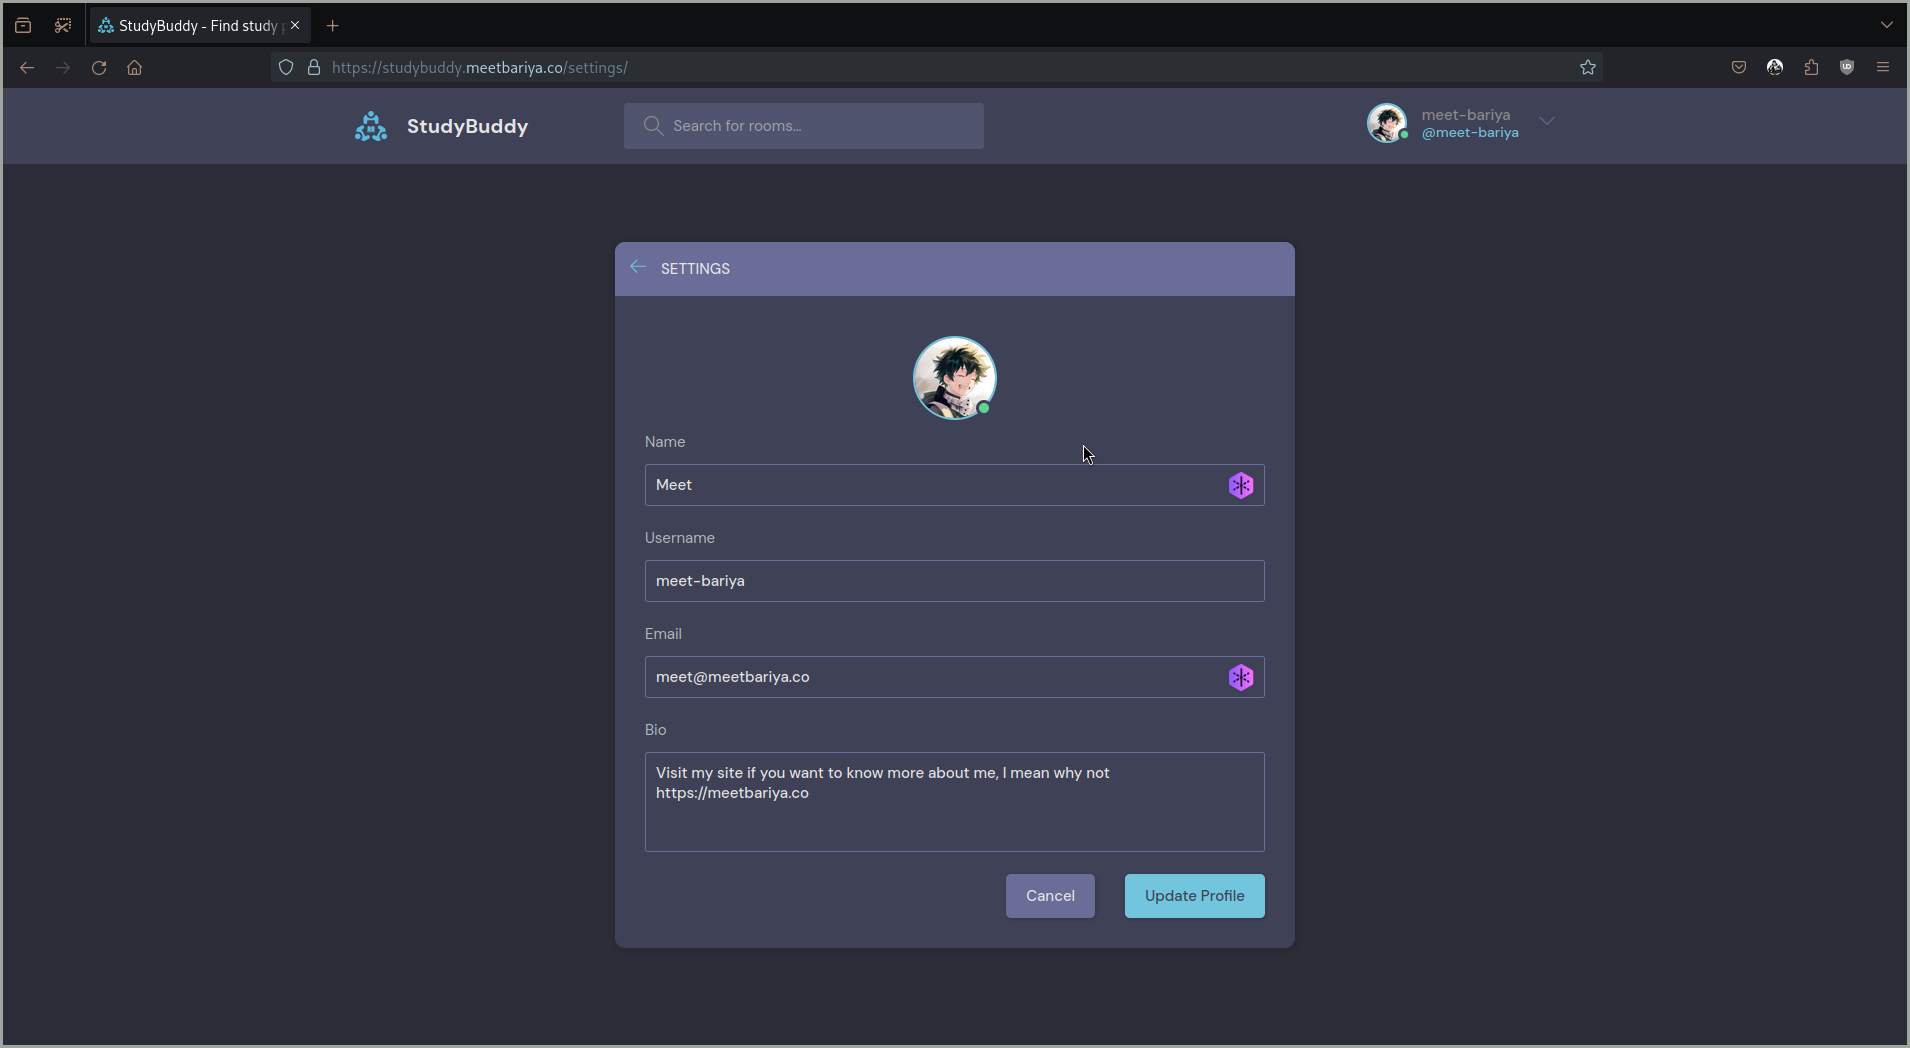 StudyBuddy - Find study
https://studybuddy.meetbariya.co/settings/
StudyBuddy
Search for rooms...
meet-bariya
@meet-bariya
SETTINGS
Name
Meet
Username
meet-bariya
Email
meet@meetbariya.co
Bio
Visit my site if you want to know more about me, I mean why not
https://meetbariya.co
Cancel
Update Profile